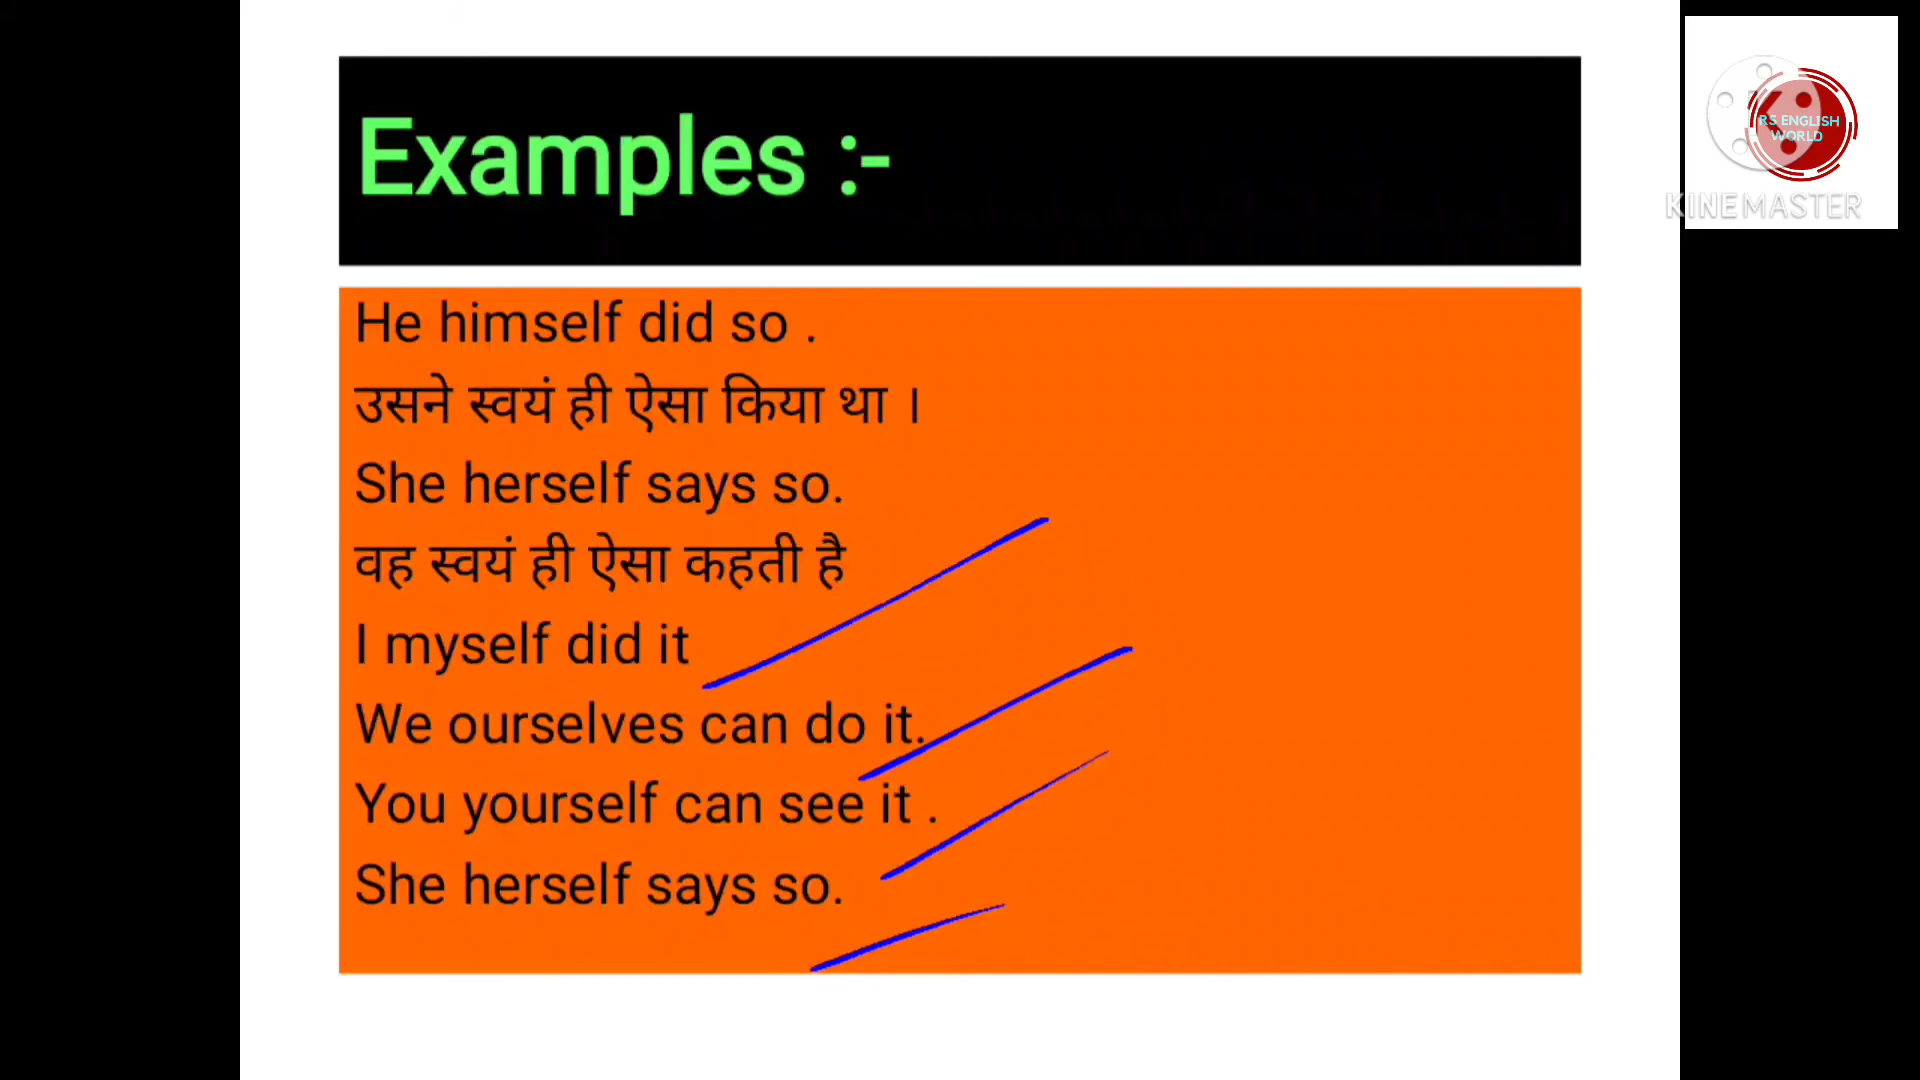 Examples :-
He himself did so .
उसने स्वयं ही ऐसा किया था ।
She herself says so.
वह स्वयं ही ऐसा कहती है
I myself did it
We ourselves can do it.
You yourself can see it .
She herself says so.
RS ENGLISH
WORLD
KINEMASTER